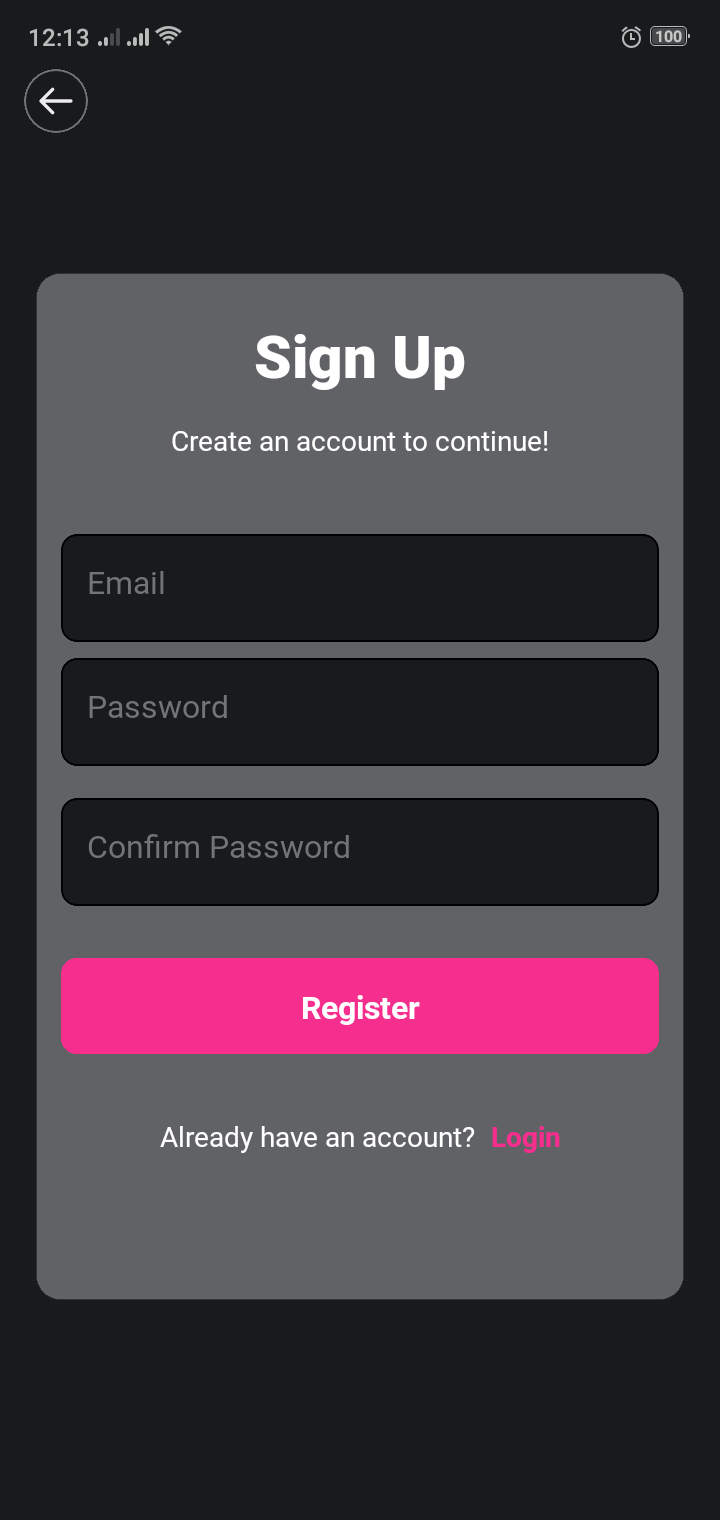 12:13
100
Sign Up
Create an account to continue!
Email
Password
Confirm Password
Register
Already have an account? Login